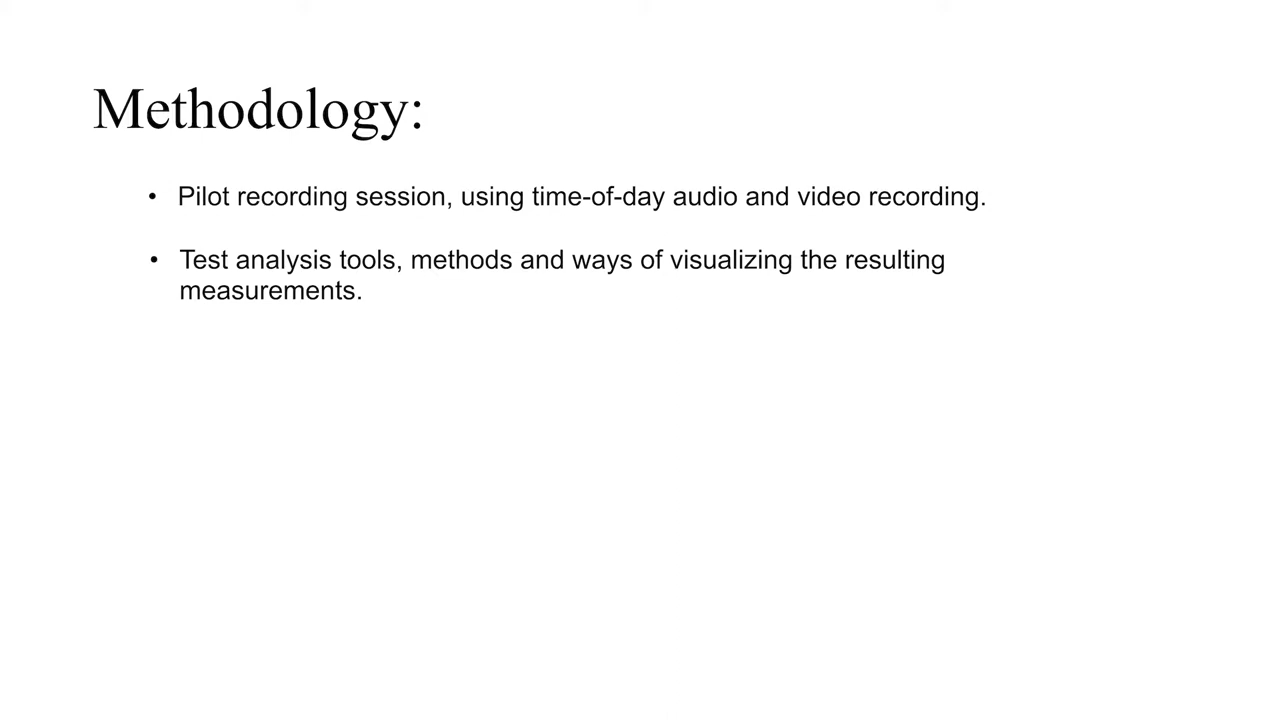 Methodology:
• Pilot recording session, using time-of-day audio and video recording.
• Test analysis tools, methods and ways of visualizing the resulting
measurements.